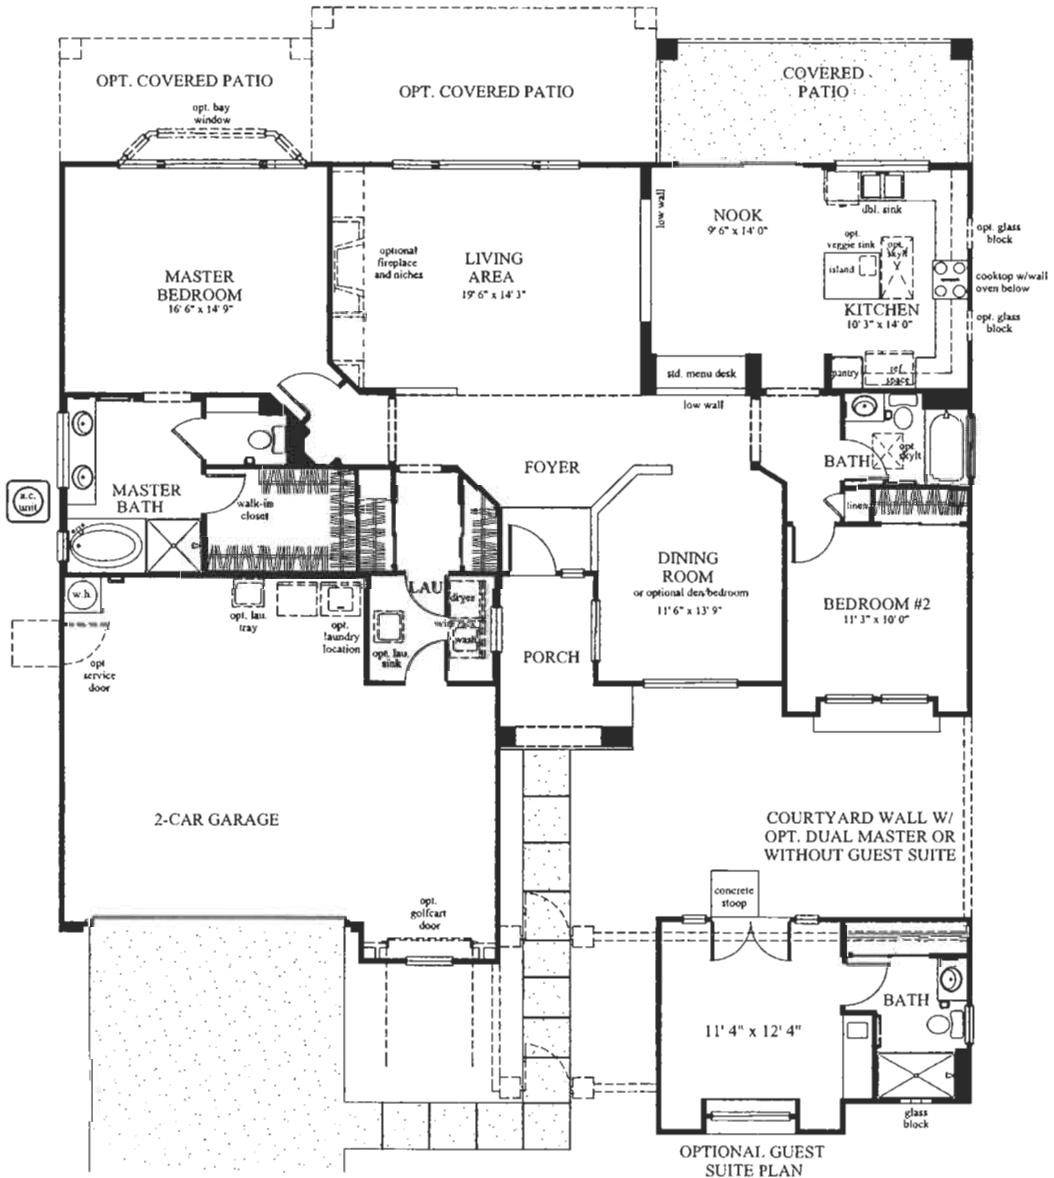 OPT. COVERED PATIO
opt. bay
window
OPT. COVERED PATIO
COVERED
PATIO
MASTER
BEDROOM
16' 6" x 14' 9"
optional
fireplace
and niches
LIVING
AREA
19' 6" x 14' 3"
low wall
NOOK
9' 6" x 14' 0"
dbl. sink
opt.
veggie sink
opt.
skylt
island
KITCHEN
10' 3" x 14' 0"
opt. glass
block
cooktop w/wall
oven below
opt. glass
block
std. menu desk
low wall
pantry
ref.
space
a.c.
unit
MASTER
BATH
opt
walk-in
closet
FOYER
BATH
opt
skylt
linen
DINING
ROOM
or optional den/bedroom
11' 6" x 13' 9"
BEDROOM #2
11' 3" x 10' 0"
w.h.
opt
service
door
opt. lau.
tray
opt.
laundry
location
LAU
dryer
wash
opt. lau.
sink
PORCH
2-CAR GARAGE
opt.
golfcart
door
COURTYARD WALL W/
OPT. DUAL MASTER OR
WITHOUT GUEST SUITE
concrete
stoop
11' 4" x 12' 4"
BATH
glass
block
OPTIONAL GUEST
SUITE PLAN